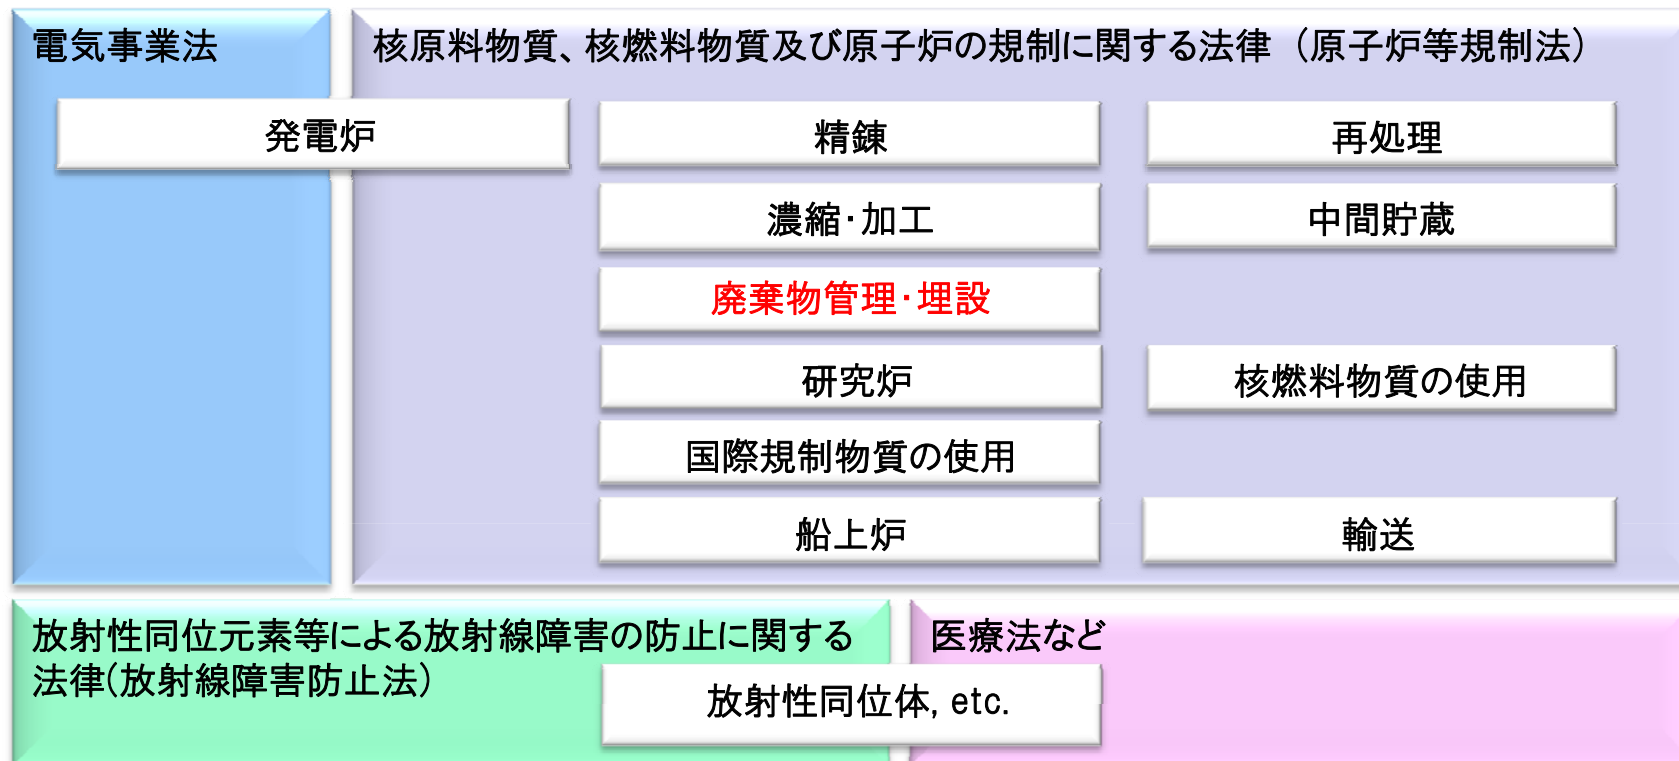 電気事業法
核原料物質、核燃料物質及び原子炉の規制に関する法律（原子炉等規制法）
発電炉
精錬
再処理
濃縮・加工
中間貯蔵
廃棄物管理・埋設
研究炉
核燃料物質の使用
国際規制物質の使用
船上炉
輸送
放射性同位元素等による放射線障害の防止に関する
法律(放射線障害防止法)
医療法など
放射性同位体, etc.